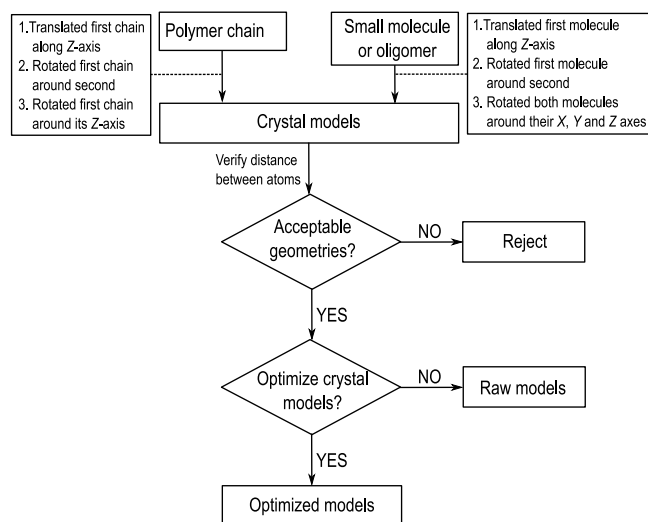 1.Translated first chain
along Z-axis
2. Rotated first chain
around second
3. Rotated first chain
around its Z-axis
Polymer chain
Small molecule
or oligomer
1.Translated first molecule
along Z-axis
2. Rotated first molecule
around second
3. Rotated both molecules
around their X, Y and Z axes
Crystal models
Verify distance
between atoms
Acceptable
geometries?
NO
Reject
YES
Optimize crystal
models?
NO
Raw models
YES
Optimized models